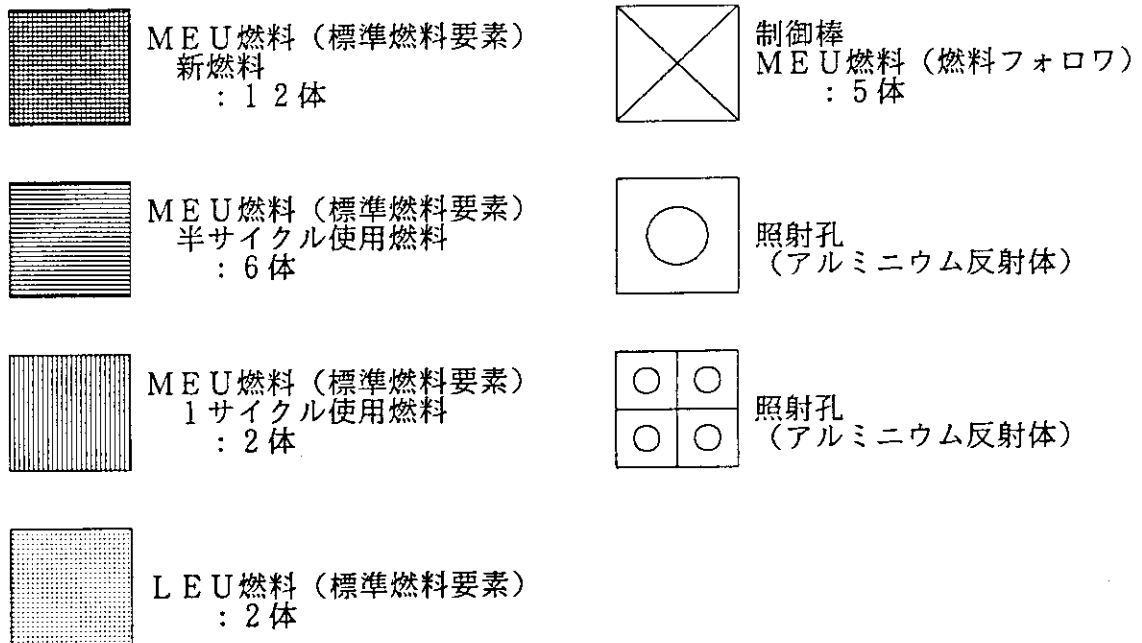 ＭＥＵ燃料（標準燃料要素）
新燃料
：１２体
ＭＥＵ燃料（標準燃料要素）
半サイクル使用燃料
：６体
ＭＥＵ燃料（標準燃料要素）
１サイクル使用燃料
：２体
ＬＥＵ燃料（標準燃料要素）
：２体
制御棒
ＭＥＵ燃料（燃料フォロワ）
：５体
照射孔
（アルミニウム反射体）
照射孔
（アルミニウム反射体）